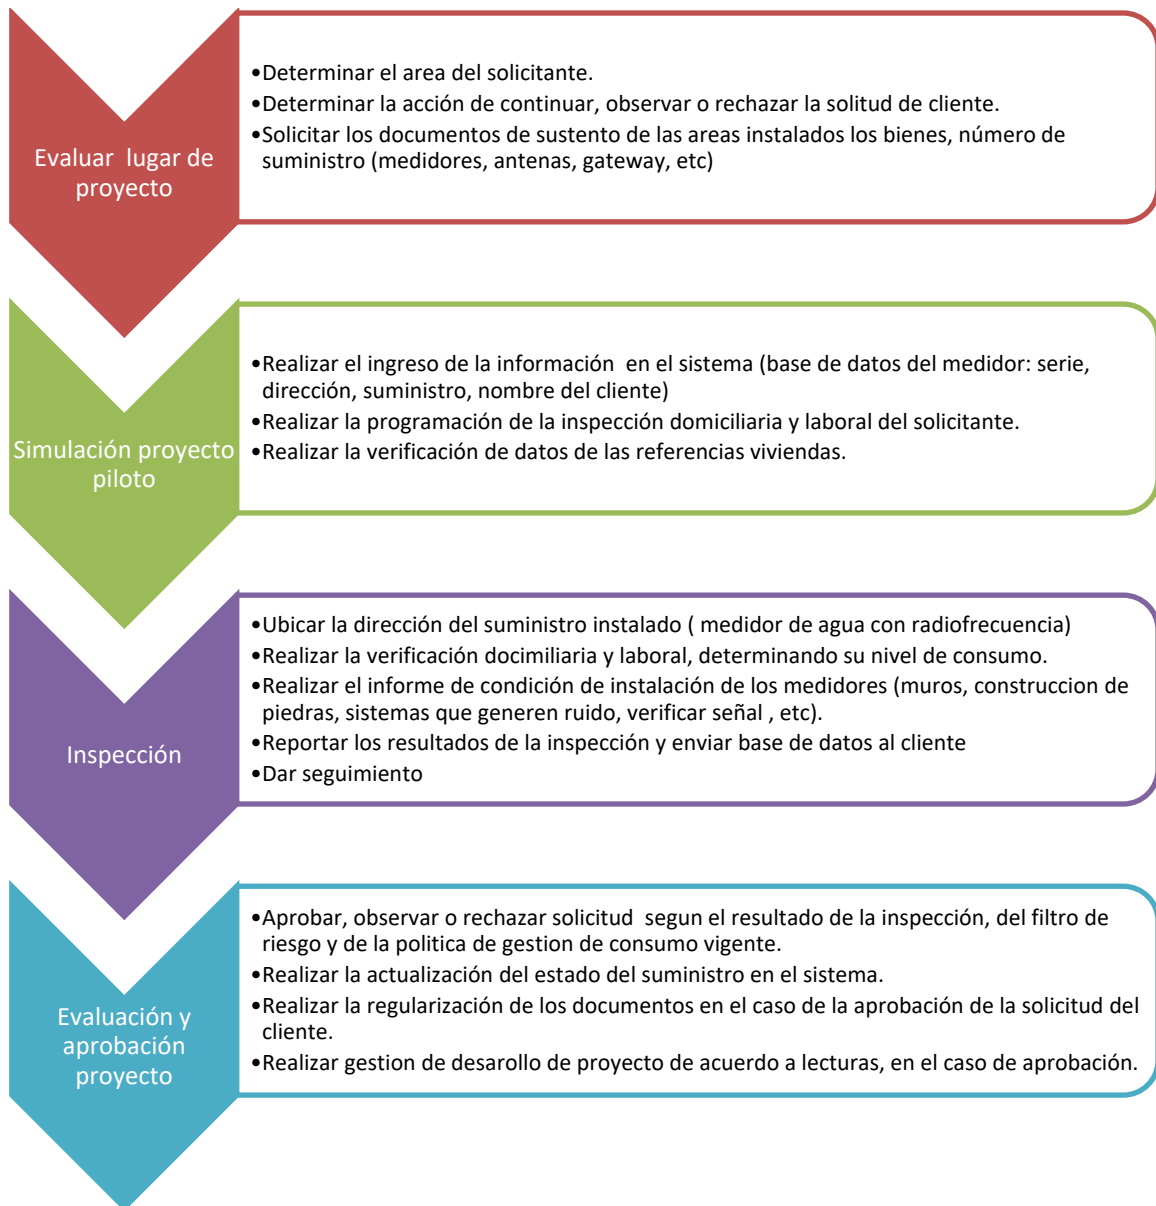 Evaluar  lugar de
proyecto
•Determinar el area del solicitante.
•Determinar la acción de continuar, observar o rechazar la solitud de cliente.
•Solicitar los documentos de sustento de las areas instalados los bienes, número de
suministro (medidores, antenas, gateway, etc)
Simulación proyecto
piloto
•Realizar el ingreso de la información  en el sistema (base de datos del medidor: serie,
dirección, suministro, nombre del cliente)
•Realizar la programación de la inspección domiciliaria y laboral del solicitante.
•Realizar la verificación de datos de las referencias viviendas.
Inspección
•Ubicar la dirección del suministro instalado ( medidor de agua con radiofrecuencia)
•Realizar la verificación docimiliaria y laboral, determinando su nivel de consumo.
•Realizar el informe de condición de instalación de los medidores (muros, construccion de
piedras, sistemas que generen ruido, verificar señal , etc).
•Reportar los resultados de la inspección y enviar base de datos al cliente
•Dar seguimiento
Evaluación y
aprobación
proyecto
•Aprobar, observar o rechazar solicitud  segun el resultado de la inspección, del filtro de
riesgo y de la politica de gestion de consumo vigente.
•Realizar la actualización del estado del suministro en el sistema.
•Realizar la regularización de los documentos en el caso de la aprobación de la solicitud del
cliente.
•Realizar gestion de desarollo de proyecto de acuerdo a lecturas, en el caso de aprobación.